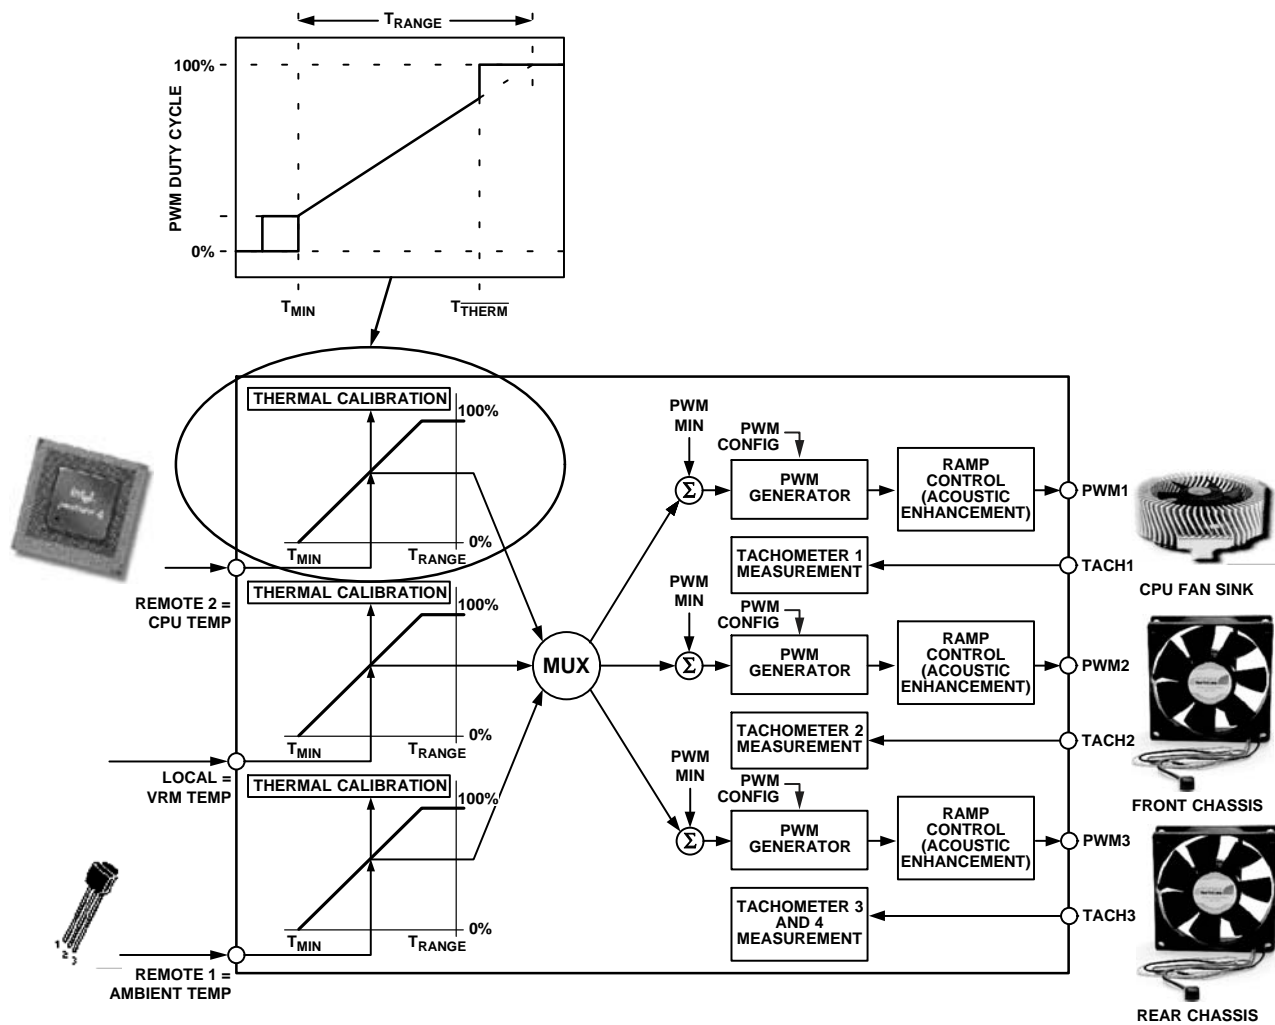 TRANGE
100%
PWM DUTY CYCLE
0%
TMIN
TTHERM
THERMAL CALIBRATION
100%
0%
TMIN
TRANGE
REMOTE 2 =
CPU TEMP
THERMAL CALIBRATION
100%
0%
TMIN
TRANGE
LOCAL =
VRM TEMP
THERMAL CALIBRATION
100%
0%
TMIN
TRANGE
1
2
3
REMOTE 1 =
AMBIENT TEMP
MUX
PWM
MIN
Σ
PWM
CONFIG
PWM
GENERATOR
RAMP
CONTROL
(ACOUSTIC
ENHANCEMENT)
PWM1
TACHOMETER 1
MEASUREMENT
TACH1
CPU FAN SINK
PWM
MIN
Σ
PWM
CONFIG
PWM
GENERATOR
RAMP
CONTROL
(ACOUSTIC
ENHANCEMENT)
PWM2
TACHOMETER 2
MEASUREMENT
TACH2
FRONT CHASSIS
PWM
MIN
Σ
PWM
CONFIG
PWM
GENERATOR
RAMP
CONTROL
(ACOUSTIC
ENHANCEMENT)
PWM3
TACHOMETER 3
AND 4
MEASUREMENT
TACH3
REAR CHASSIS